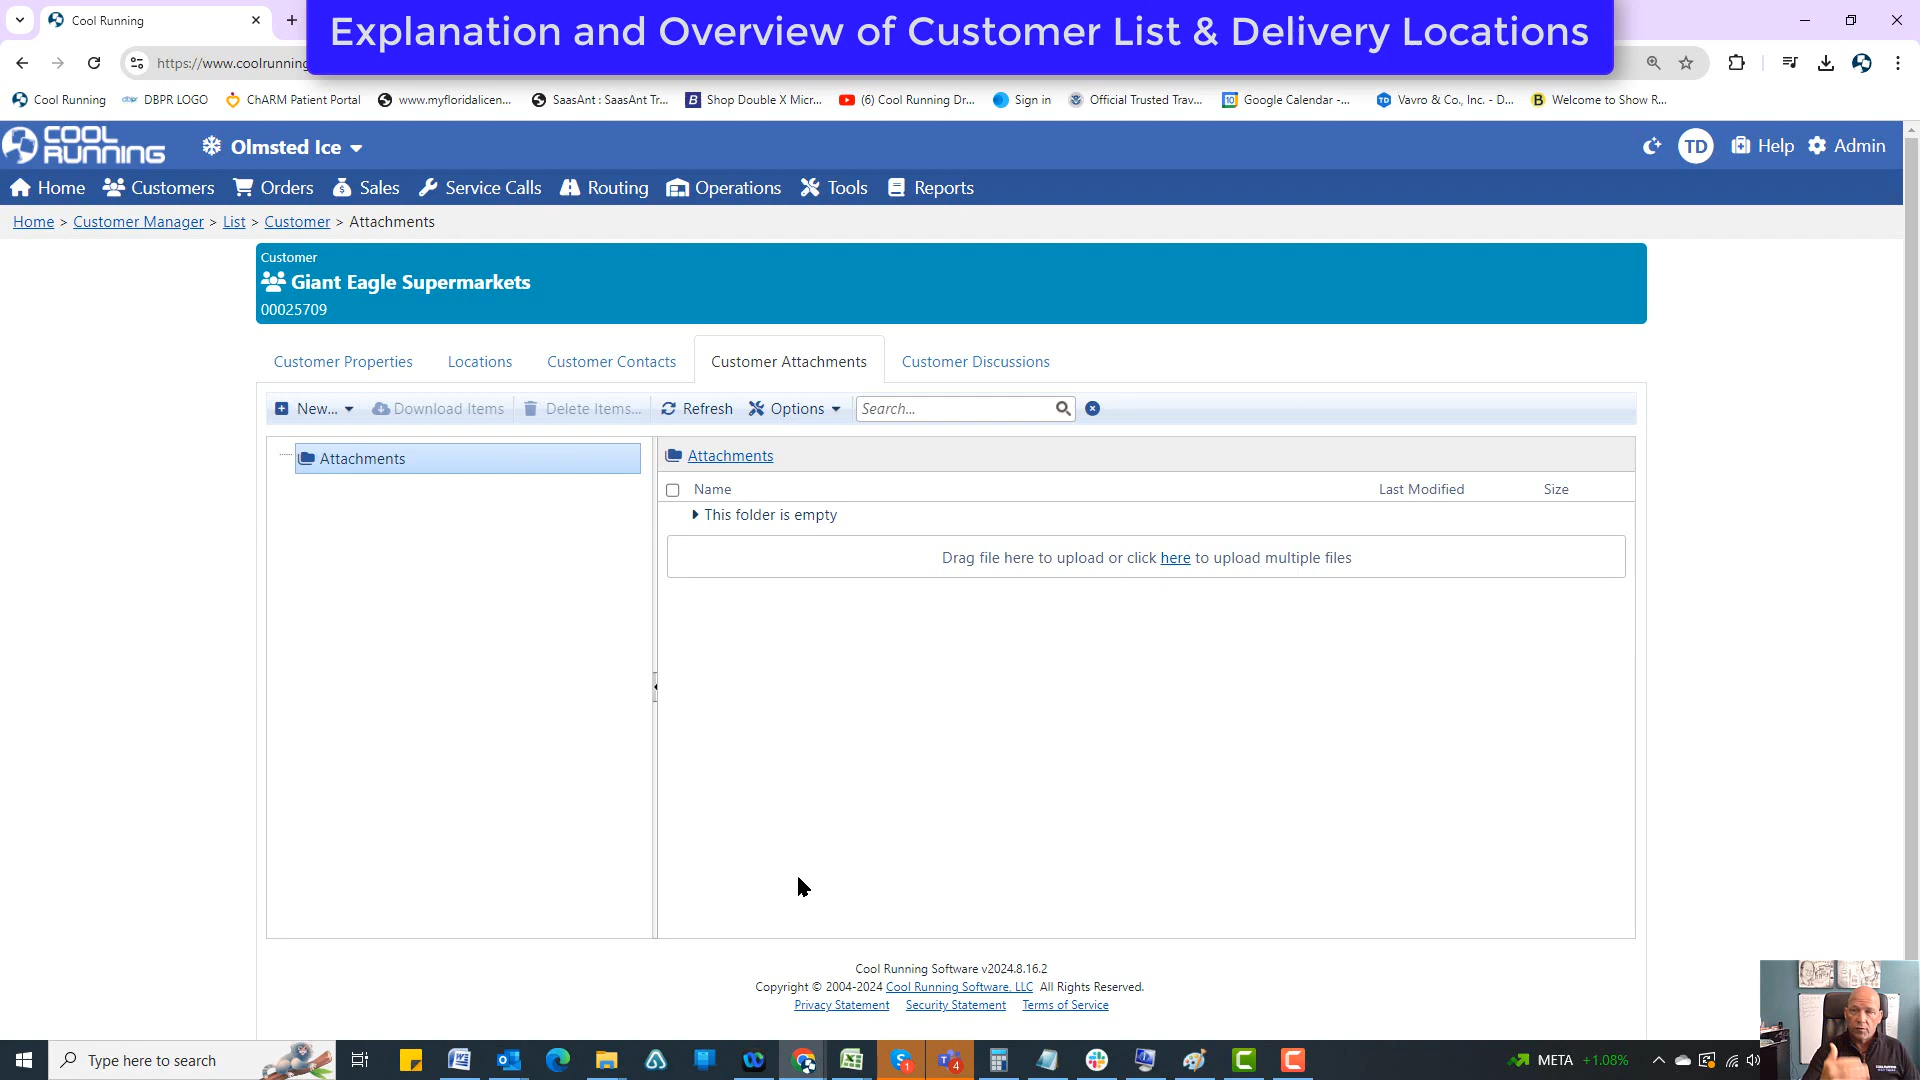 Cool Running
Explanation and Overview of Customer List & Delivery Locations
https://www.coolrunning
Cool Running
DBPR LOGO
ChARM Patient Portal
www.myfloridalicen...
SaasAnt : SaasAnt Tr...
Shop Double X Micr...
(6) Cool Running Dr...
Sign in
Official Trusted Trav...
Google Calendar -...
Vavro & Co., Inc. - D...
Welcome to Show R...
COOL RUNNING
Olmsted Ice
TD
Help
Admin
Home
Customers
Orders
Sales
Service Calls
Routing
Operations
Tools
Reports
Home > Customer Manager > List > Customer > Attachments
Customer
Giant Eagle Supermarkets
00025709
Customer Properties
Locations
Customer Contacts
Customer Attachments
Customer Discussions
New...
Download Items
Delete Items...
Refresh
Options
Search...
Attachments
Attachments
Name
Last Modified
Size
This folder is empty
Drag file here to upload or click here to upload multiple files
Cool Running Software v2024.8.16.2
Copyright © 2004-2024 Cool Running Software, LLC All Rights Reserved.
Privacy Statement
Security Statement
Terms of Service
Type here to search
META +1.08%